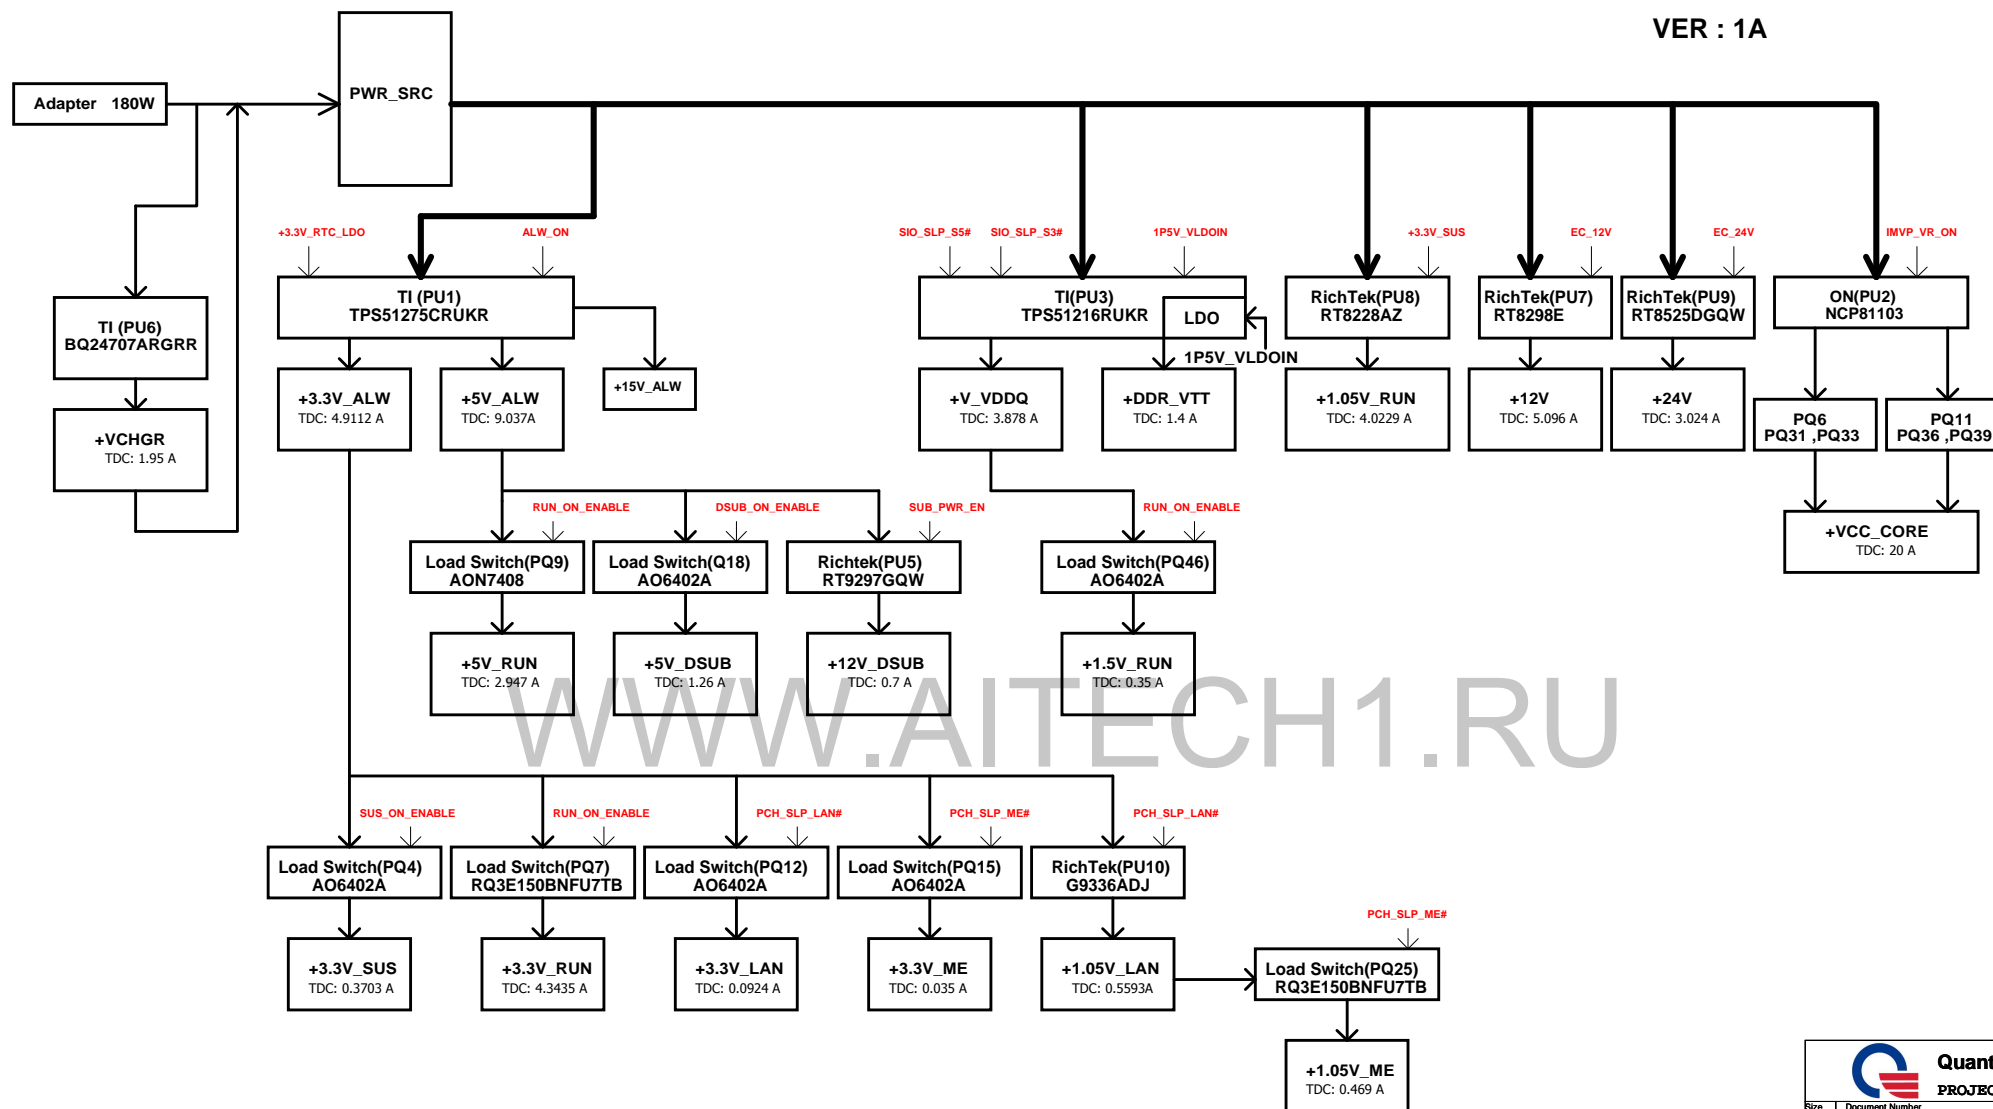 VER : 1A
Adapter 180W
PWR_SRC
+3.3V_RTC_LDO
ALW_ON
SIO_SLP_S5#
SIO_SLP_S3#
1P5V_VLDOIN
+3.3V_SUS
EC_12V
EC_24V
IMVP_VR_ON
TI (PU6)
BQ24707ARGRR
TI (PU1)
TPS51275CRUKR
TI(PU3)
TPS51216RUKR
LDO
1P5V_VLDOIN
RichTek(PU8)
RT8228AZ
RichTek(PU7)
RT8298E
RichTek(PU9)
RT8525DGQW
ON(PU2)
NCP81103
+VCHGR
TDC: 1.95 A
+3.3V_ALW
TDC: 4.9112 A
+5V_ALW
TDC: 9.037A
+15V_ALW
+V_VDDQ
TDC: 3.878 A
+DDR_VTT
TDC: 1.4 A
+1.05V_RUN
TDC: 4.0229 A
+12V
TDC: 5.096 A
+24V
TDC: 3.024 A
PQ6
PQ31 ,PQ33
PQ11
PQ36 ,PQ39
+VCC_CORE
TDC: 20 A
RUN_ON_ENABLE
DSUB_ON_ENABLE
SUB_PWR_EN
RUN_ON_ENABLE
Load Switch(PQ9)
AON7408
Load Switch(Q18)
AO6402A
Richtek(PU5)
RT9297GQW
Load Switch(PQ46)
AO6402A
+5V_RUN
TDC: 2.947 A
+5V_DSUB
TDC: 1.26 A
+12V_DSUB
TDC: 0.7 A
+1.5V_RUN
TDC: 0.35 A
WWW.AITECH1.RU
SUS_ON_ENABLE
RUN_ON_ENABLE
PCH_SLP_LAN#
PCH_SLP_ME#
PCH_SLP_LAN#
Load Switch(PQ4)
AO6402A
Load Switch(PQ7)
RQ3E150BNFU7TB
Load Switch(PQ12)
AO6402A
Load Switch(PQ15)
AO6402A
RichTek(PU10)
G9336ADJ
+3.3V_SUS
TDC: 0.3703 A
+3.3V_RUN
TDC: 4.3435 A
+3.3V_LAN
TDC: 0.0924 A
+3.3V_ME
TDC: 0.035 A
+1.05V_LAN
TDC: 0.5593A
PCH_SLP_ME#
Load Switch(PQ25)
RQ3E150BNFU7TB
+1.05V_ME
TDC: 0.469 A
Quant
PROJEC
Size
Document Number